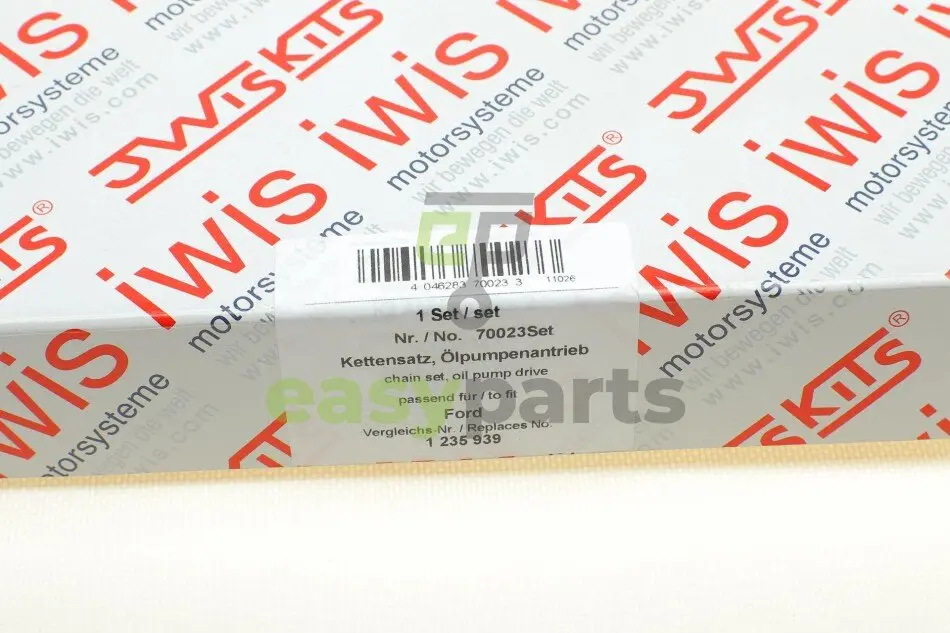 iwis
motorsysteme
wir bewegen die welt
www.iwis.com
JWISKITS®
4 046283 70023 3
11026
1 Set / set
Nr. / No. 70023Set
Kettensatz, Ölpumpenantrieb
chain set, oil pump drive
passend für / to fit
Ford
Vergleichs-Nr. / Replaces No.
1 235 939
easyparts